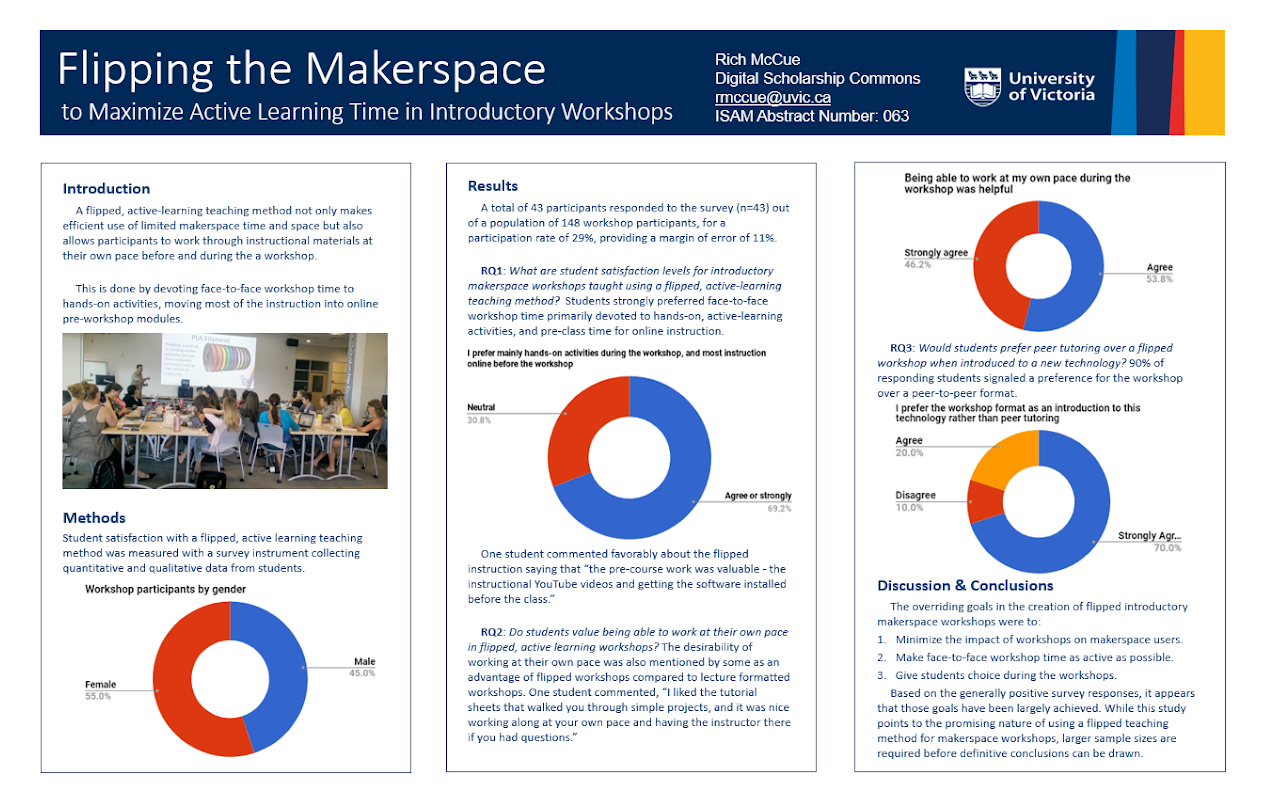 Flipping the Makerspace
to Maximize Active Learning Time in Introductory Workshops
Rich McCue
Digital Scholarship Commons
rmccue@uvic.ca
ISAM Abstract Number: 063
University
of Victoria
Introduction
A flipped, active-learning teaching method not only makes
efficient use of limited makerspace time and space but also
allows participants to work through instructional materials at
their own pace before and during the a workshop.
This is done by devoting face-to-face workshop time to
hands-on activities, moving most of the instruction into online
pre-workshop modules.
PLA Filament
Methods
Student satisfaction with a flipped, active learning teaching
method was measured with a survey instrument collecting
quantitative and qualitative data from students.
Workshop participants by gender
Male
45.0%
Female
55.0%
Results
A total of 43 participants responded to the survey (n=43) out
of a population of 148 workshop participants, for a
participation rate of 29%, providing a margin of error of 11%.
RQ1: What are student satisfaction levels for introductory
makerspace workshops taught using a flipped, active-learning
teaching method? Students strongly preferred face-to-face
workshop time primarily devoted to hands-on, active-learning
activities, and pre-class time for online instruction.
I prefer mainly hands-on activities during the workshop, and most instruction
online before the workshop
Neutral
30.8%
Agree or strongly
69.2%
One student commented favorably about the flipped
instruction saying that “the pre-course work was valuable - the
instructional YouTube videos and getting the software installed
before the class.”
RQ2: Do students value being able to work at their own pace
in flipped, active learning workshops? The desirability of
working at their own pace was also mentioned by some as an
advantage of flipped workshops compared to lecture formatted
workshops. One student commented, “I liked the tutorial
sheets that walked you through simple projects, and it was nice
working along at your own pace and having the instructor there
if you had questions.”
Being able to work at my own pace during the
workshop was helpful
Strongly agree
46.2%
Agree
53.8%
RQ3: Would students prefer peer tutoring over a flipped
workshop when introduced to a new technology? 90% of
responding students signaled a preference for the workshop
over a peer-to-peer format.
I prefer the workshop format as an introduction to this
technology rather than peer tutoring
Agree
20.0%
Disagree
10.0%
Strongly Agr...
70.0%
Discussion & Conclusions
The overriding goals in the creation of flipped introductory
makerspace workshops were to:
1. Minimize the impact of workshops on makerspace users.
2. Make face-to-face workshop time as active as possible.
3. Give students choice during the workshops.
Based on the generally positive survey responses, it appears
that those goals have been largely achieved. While this study
points to the promising nature of using a flipped teaching
method for makerspace workshops, larger sample sizes are
required before definitive conclusions can be drawn.